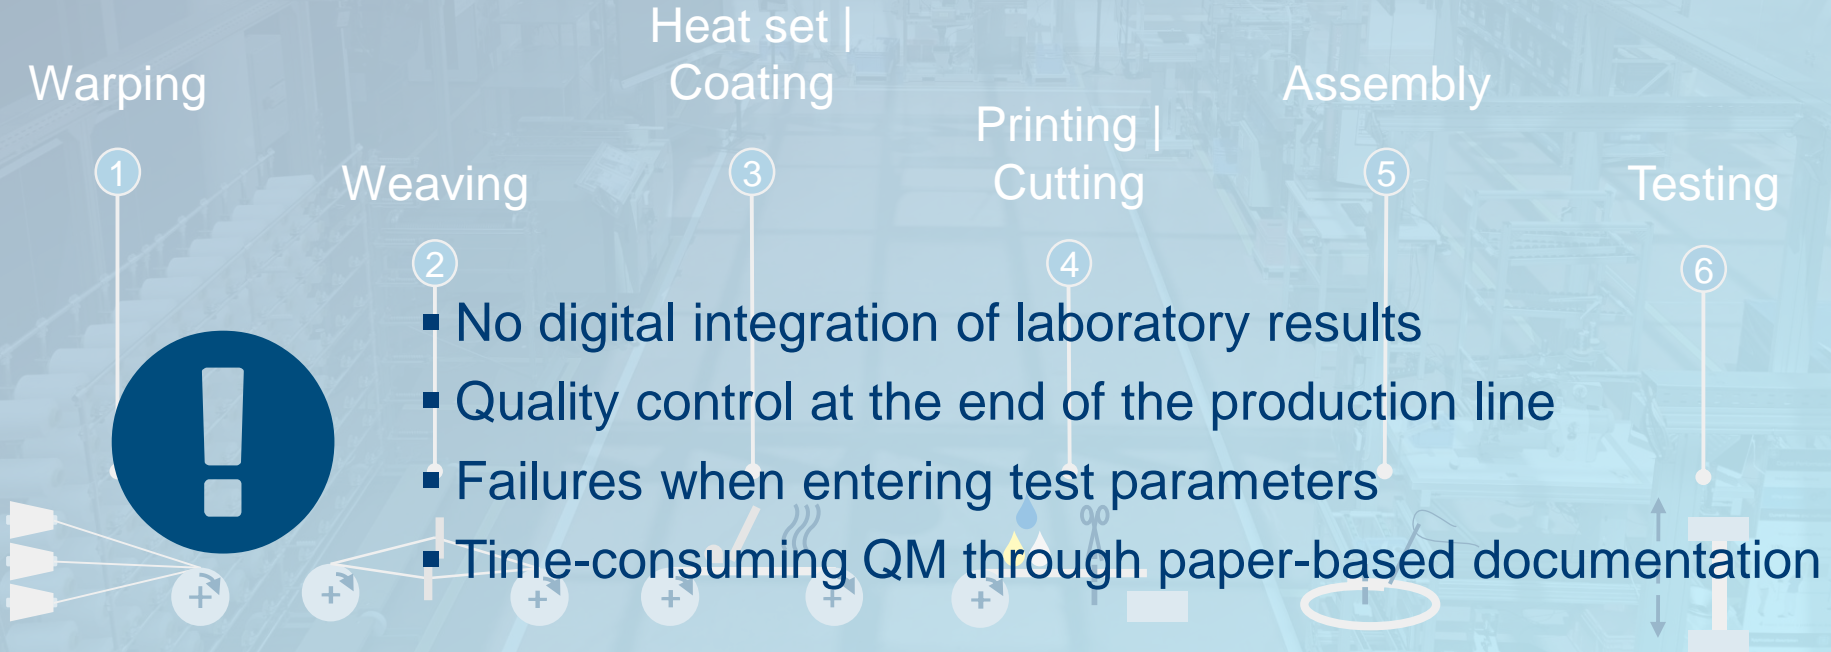 Warping
1
Weaving
2
Heat set |
Coating
3
Printing |
Cutting
4
Assembly
5
Testing
6
▪ No digital integration of laboratory results
▪ Quality control at the end of the production line
▪ Failures when entering test parameters
▪ Time-consuming QM through paper-based documentation